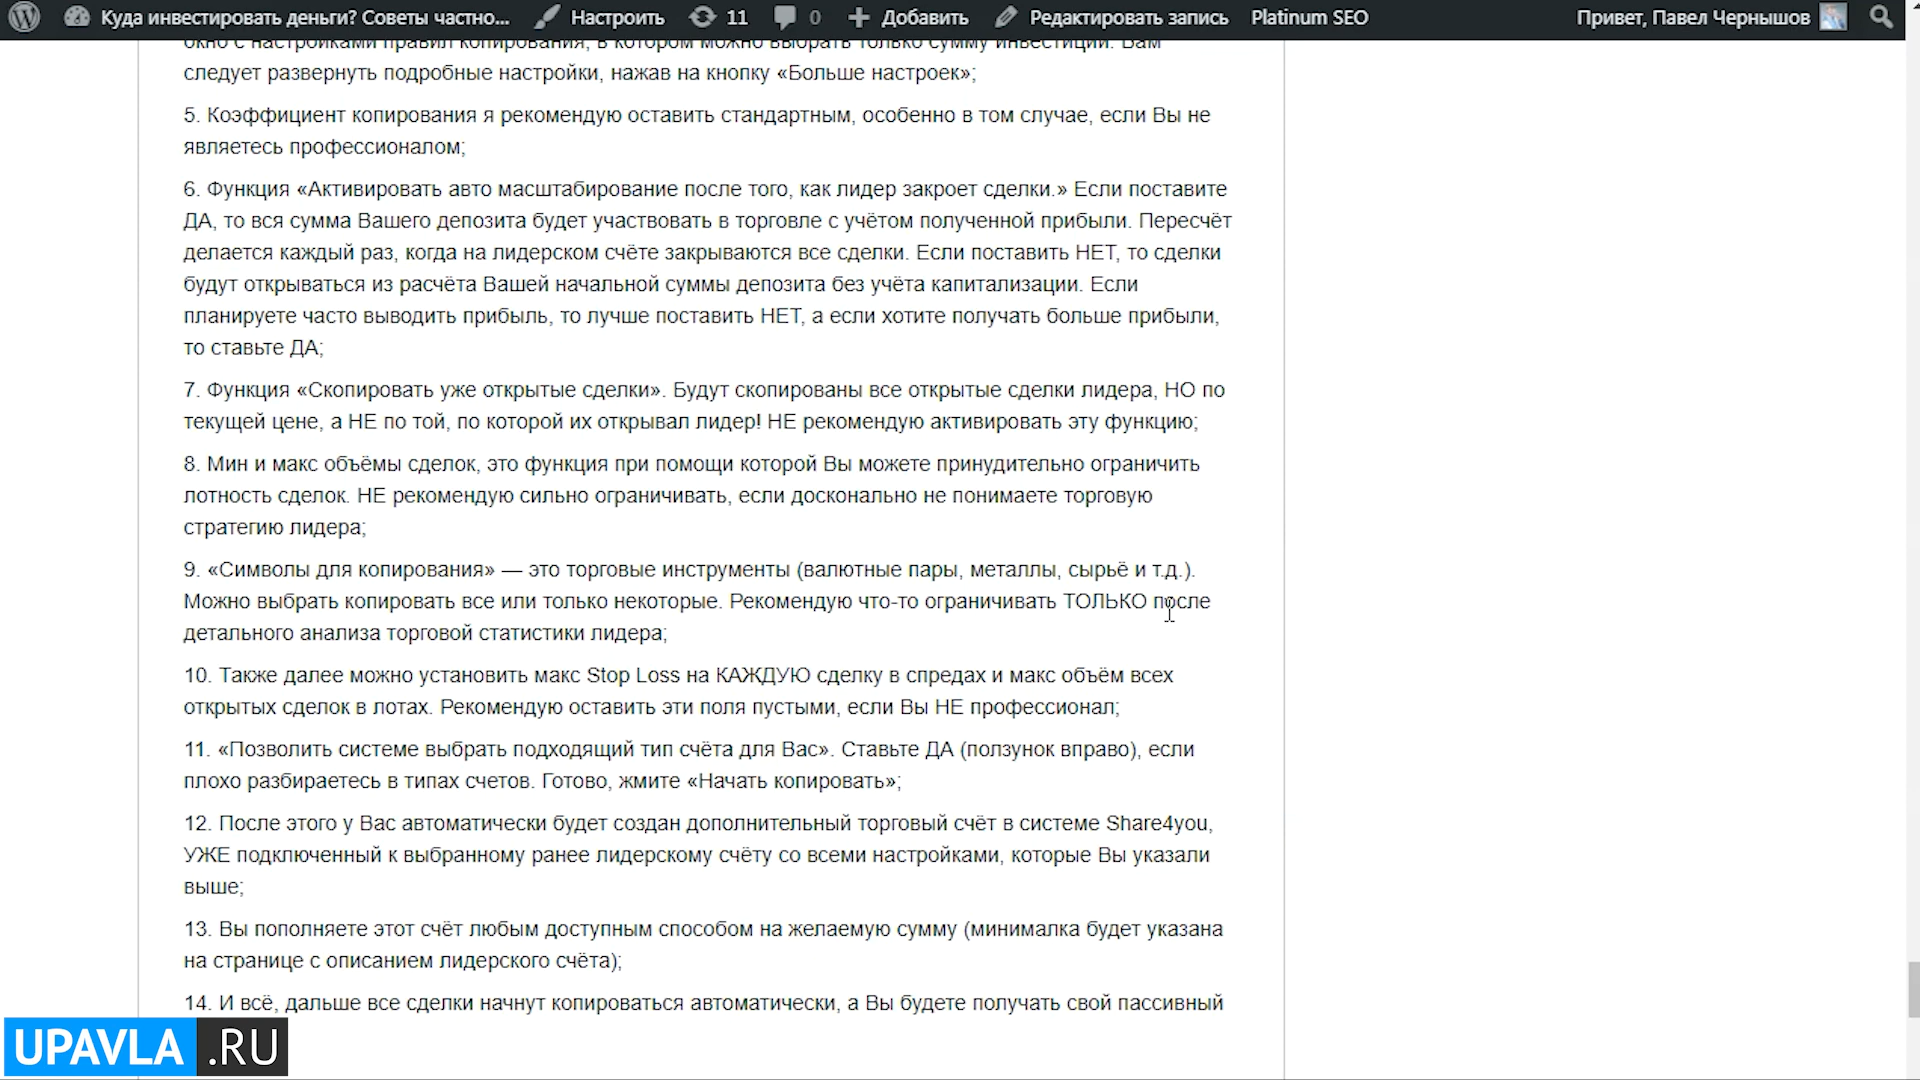 Куда инвестировать деньги? Советы частно... Настроить 11 0 Добавить Редактировать запись Platinum SEO Привет, Павел Чернышов
окно с настройками правил копирования, в котором можно выбрать только сумму инвестиций. Вам
следует развернуть подробные настройки, нажав на кнопку «Больше настроек»;
5. Коэффициент копирования я рекомендую оставить стандартным, особенно в том случае, если Вы не
являетесь профессионалом;
6. Функция «Активировать авто масштабирование после того, как лидер закроет сделки.» Если поставите
ДА, то вся сумма Вашего депозита будет участвовать в торговле с учётом полученной прибыли. Пересчёт
делается каждый раз, когда на лидерском счёте закрываются все сделки. Если поставить НЕТ, то сделки
будут открываться из расчёта Вашей начальной суммы депозита без учёта капитализации. Если
планируете часто выводить прибыль, то лучше поставить НЕТ, а если хотите получать больше прибыли,
то ставьте ДА;
7. Функция «Скопировать уже открытые сделки». Будут скопированы все открытые сделки лидера, НО по
текущей цене, а НЕ по той, по которой их открывал лидер! НЕ рекомендую активировать эту функцию;
8. Мин и макс объёмы сделок, это функция при помощи которой Вы можете принудительно ограничить
лотность сделок. НЕ рекомендую сильно ограничивать, если досконально не понимаете торговую
стратегию лидера;
9. «Символы для копирования» — это торговые инструменты (валютные пары, металлы, сырьё и т.д.).
Можно выбрать копировать все или только некоторые. Рекомендую что-то ограничивать ТОЛЬКО после
детального анализа торговой статистики лидера;
10. Также далее можно установить макс Stop Loss на КАЖДУЮ сделку в спредах и макс объём всех
открытых сделок в лотах. Рекомендую оставить эти поля пустыми, если Вы НЕ профессионал;
11. «Позволить системе выбрать подходящий тип счёта для Вас». Ставьте ДА (ползунок вправо), если
плохо разбираетесь в типах счетов. Готово, жмите «Начать копировать»;
12. После этого у Вас автоматически будет создан дополнительный торговый счёт в системе Share4you,
УЖЕ подключенный к выбранному ранее лидерскому счёту со всеми настройками, которые Вы указали
выше;
13. Вы пополняете этот счёт любым доступным способом на желаемую сумму (минималка будет указана
на странице с описанием лидерского счёта);
14. И всё, дальше все сделки начнут копироваться автоматически, а Вы будете получать свой пассивный
UPAVLA .RU